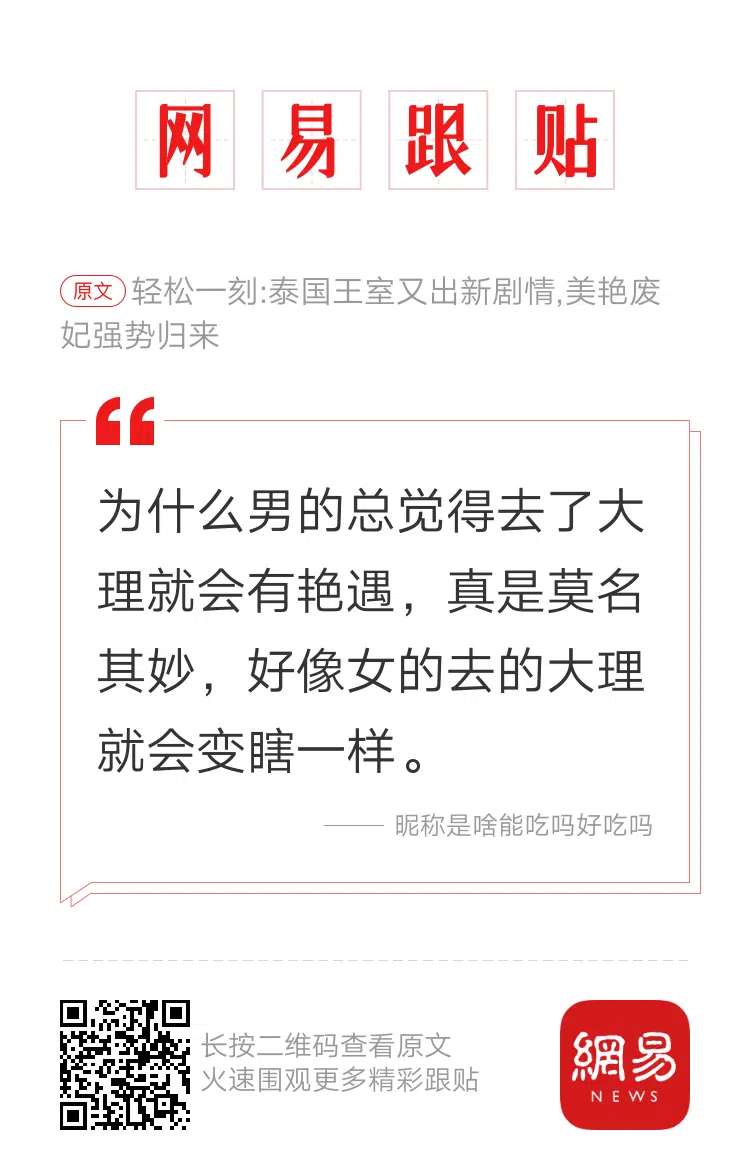 网易跟贴
原文 轻松一刻:泰国王室又出新剧情,美艳废
妃强势归来
“
为什么男的总觉得去了大
理就会有艳遇，真是莫名
其妙，好像女的去的大理
就会变瞎一样。
—— 昵称是啥能吃吗好吃吗
长按二维码查看原文
火速围观更多精彩跟贴
網易
NEWS